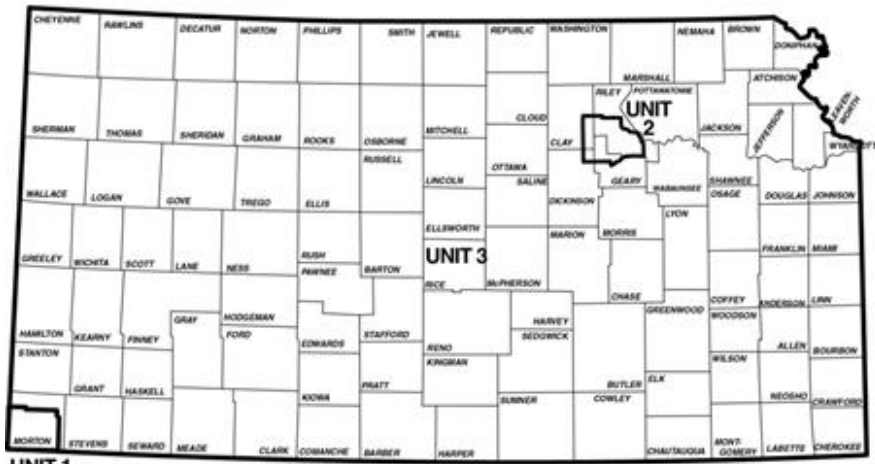 CHEYENNE RAWLINS DECATUR NORTON PHILLIPS SMITH JEWELL REPUBLIC WASHINGTON NEMAHA BROWN
DONIPHAN
MARSHALL ATCHISON
RILEY POTTAWATOMIE
LEAVEN-
WORTH
UNIT
2
CLOUD
SHERMAN THOMAS SHERIDAN GRAHAM ROOKS OSBORNE MITCHELL CLAY JACKSON JEFFERSON
RUSSELL OTTAWA
LINCOLN SALINE GEARY WABAUNSEE SHAWNEE
WALLACE LOGAN GOVE TREGO ELLIS DICKINSON OSAGE DOUGLAS JOHNSON
LYON
ELLSWORTH MARION MORRIS
GREELEY WICHITA SCOTT LANE NESS RUSH BARTON UNIT 3 FRANKLIN MIAMI
PAWNEE RICE McPHERSON CHASE COFFEY ANDERSON LINN
GREENWOOD
HAMILTON KEARNY FINNEY GRAY HODGEMAN STAFFORD HARVEY WOODSON
FORD EDWARDS RENO SEDGWICK ALLEN BOURBON
STANTON KINGMAN WILSON
GRANT HASKELL KIOWA PRATT BUTLER ELK NEOSHO CRAWFORD
SUMNER COWLEY
MORTON STEVENS SEWARD MEADE CLARK COMANCHE BARBER HARPER CHAUTAUQUA MONT-
GOMERY LABETTE CHEROKEE
UNIT 1